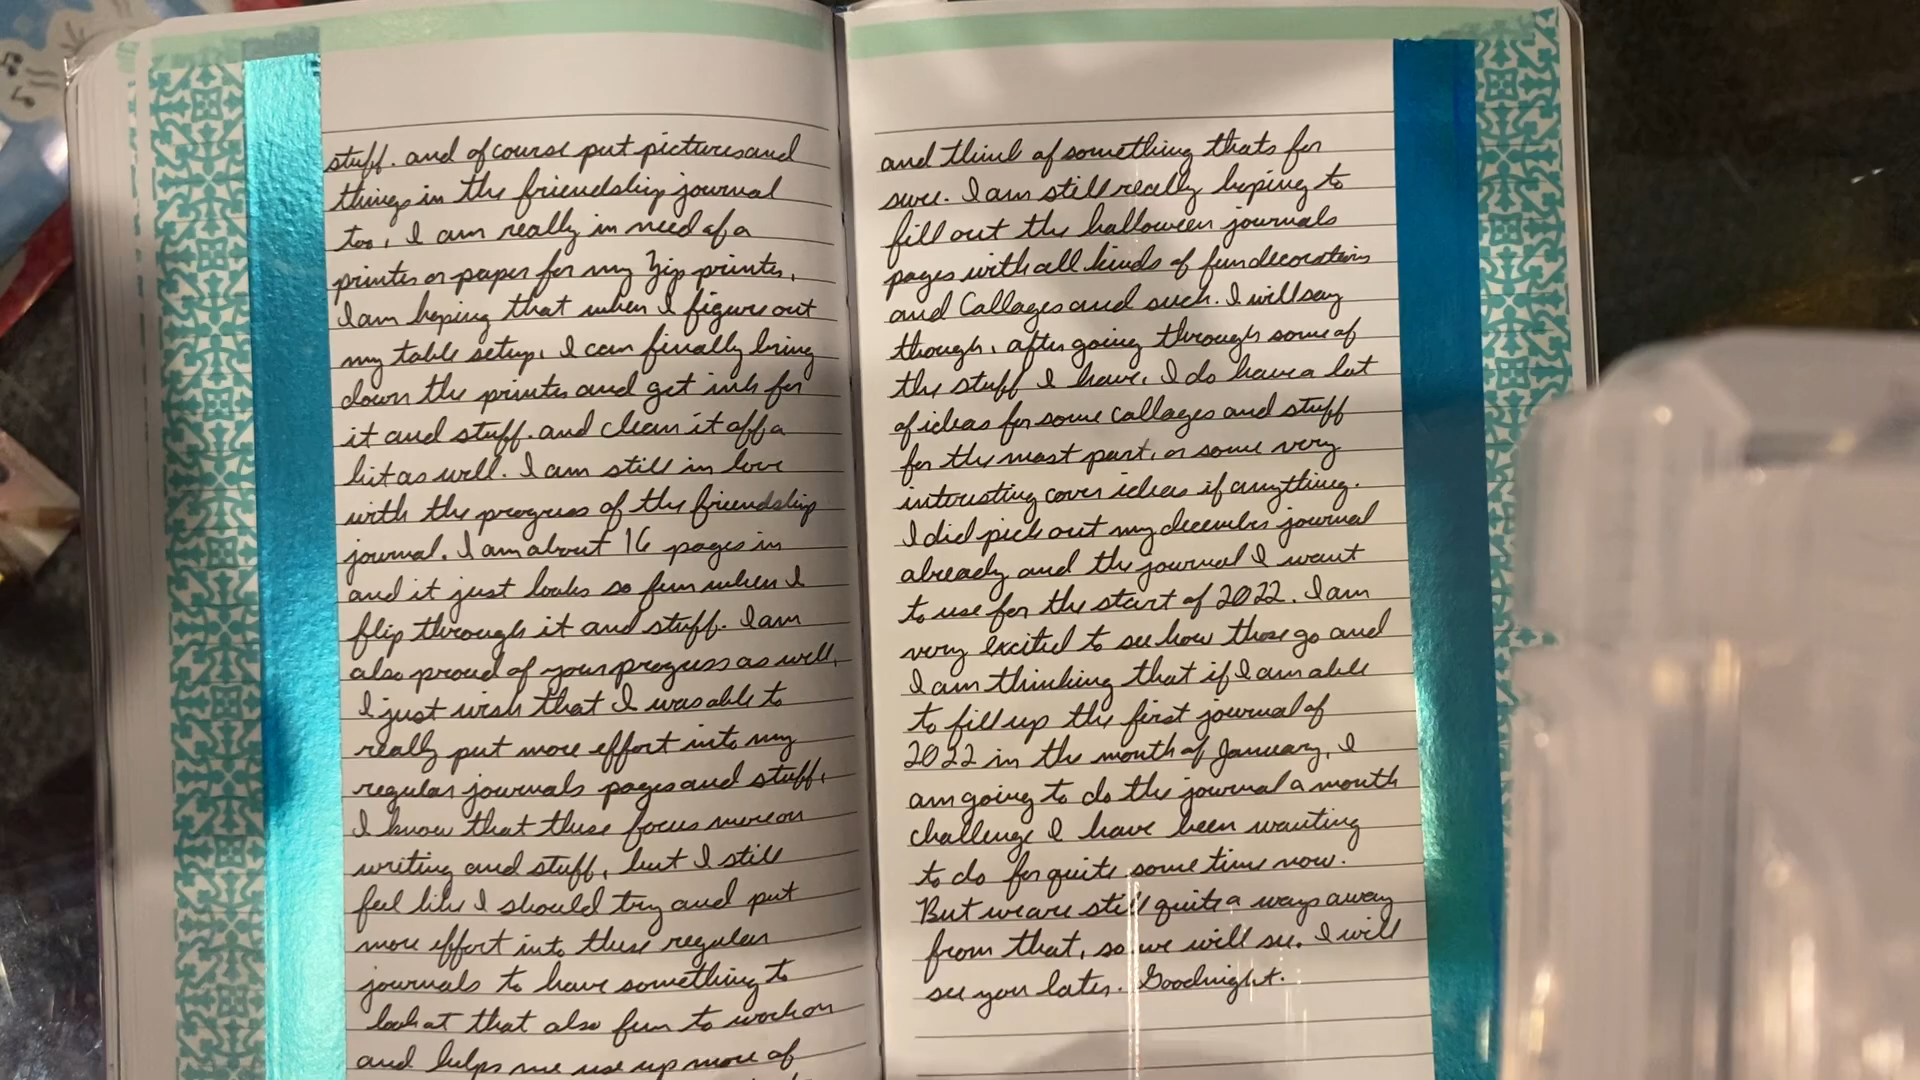 stuff. and of course put pictures and
things in the friendship journal
too, I am really in need of a
printer or paper for my Zip printer,
I am hoping that when I figure out
my table setup, I can finally bring
down the printer and get ink for
it and stuff. and clean it off a
bit as well. I am still in love
with the progress of the friendship
journal. I am about 16 pages in
and it just looks so fun when I
flip through it and stuff. I am
also proud of your progress as well,
I just wish that I was able to
really put more effort into my
regular journals pages and stuff,
I know that these focus more on
writing and stuff, but I still
feel like I should try and put
more effort into these regular
journals to have something to
look at that also fun to work on
and helps me use up more of
and think of something thats for
sure. I am still really hoping to
fill out the halloween journals
pages with all kinds of fun decorations
and Collages and such. I will say
though, after going through some of
the stuff I have, I do have a lot
of ideas for some collages and stuff
for the most part, or some very
interesting cover ideas if anything.
I did pick out my december journal
already and the journal I want
to use for the start of 2022. I am
very excited to see how those go and
I am thinking that if I am able
to fill up the first journal of
2022 in the month of January, I
am going to do the journal a month
challenge I have been wanting
to do for quite some time now.
But we are still quite a ways away
from that, so we will see. I will
see you later. Goodnight.